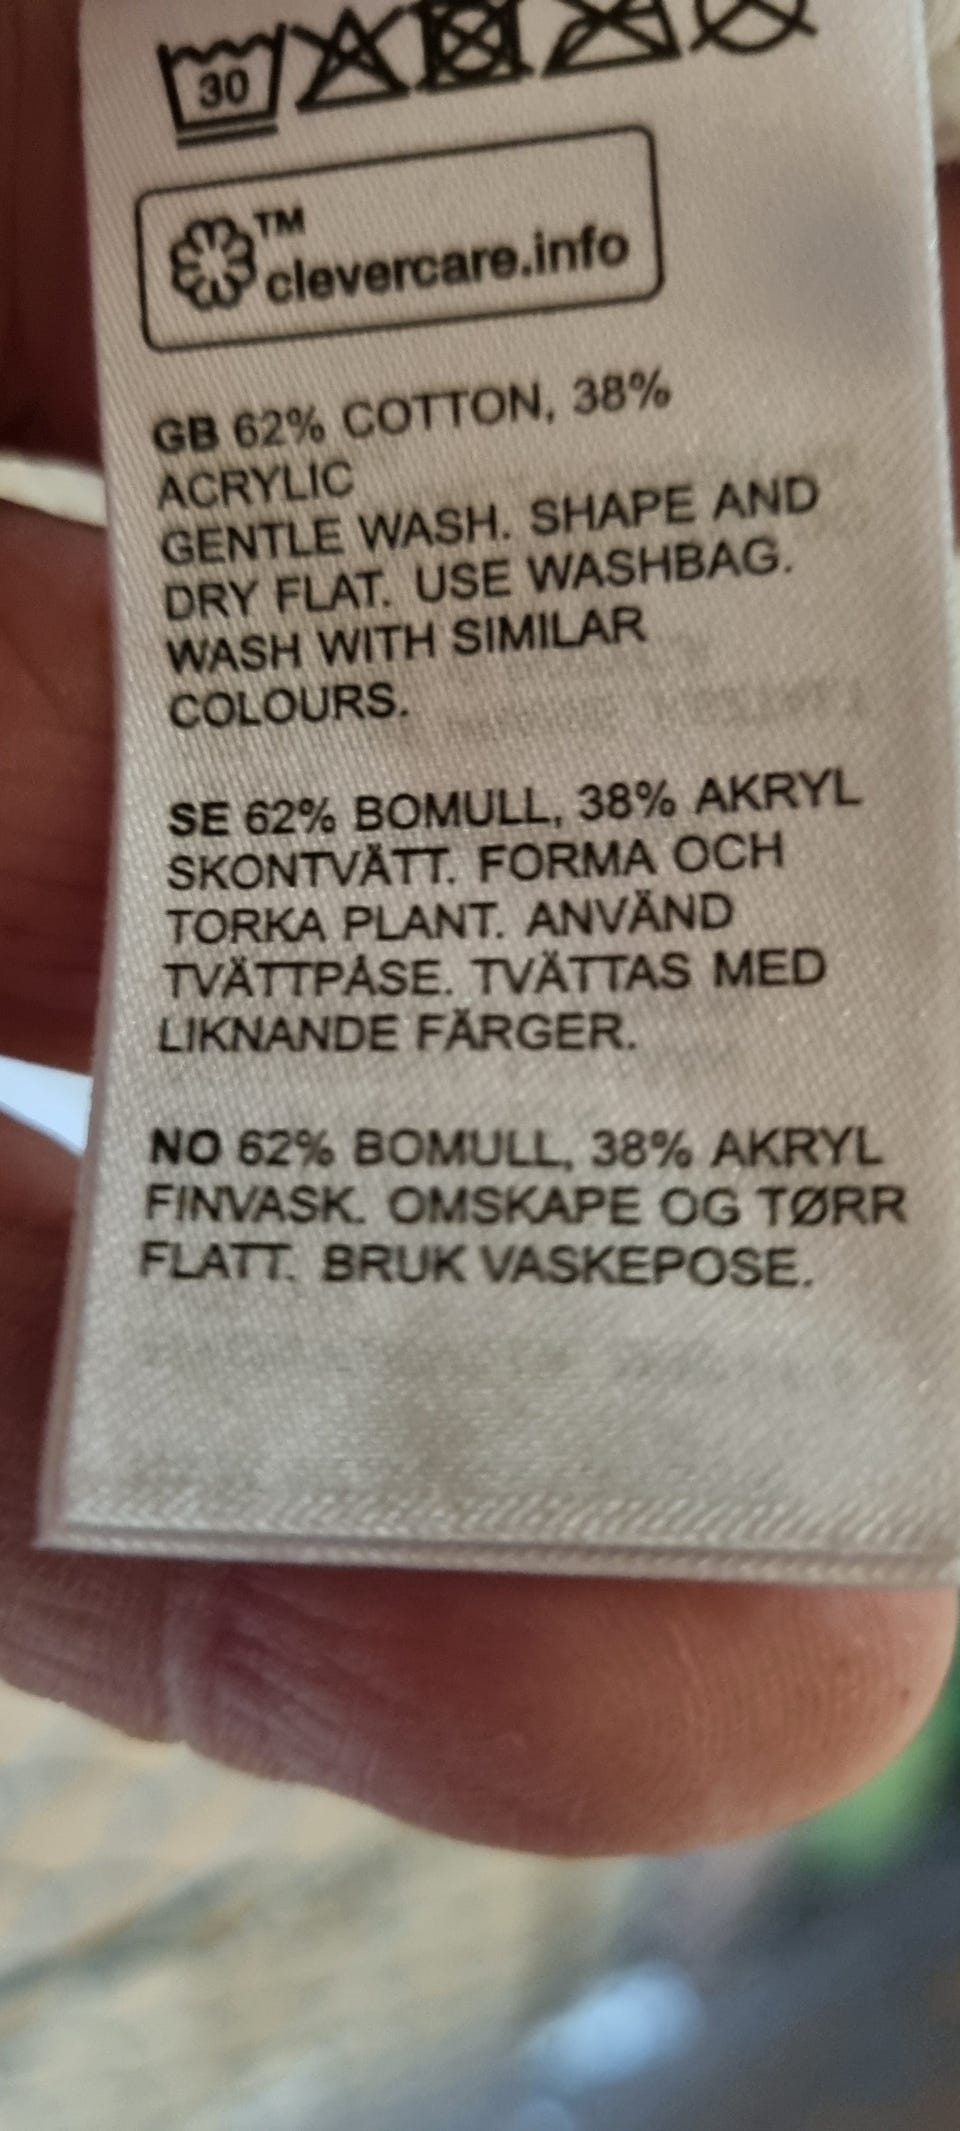 30
TM
clevercare.info
GB 62% COTTON, 38%
ACRYLIC
GENTLE WASH. SHAPE AND
DRY FLAT. USE WASHBAG.
WASH WITH SIMILAR
COLOURS.
SE 62% BOMULL, 38% AKRYL
SKONTVÄTT. FORMA OCH
TORKA PLANT. ANVÄND
TVÄTTPÅSE. TVÄTTAS MED
LIKNANDE FÄRGER.
NO 62% BOMULL, 38% AKRYL
FINVASK. OMSKAPE OG TØRR
FLATT. BRUK VASKEPOSE.